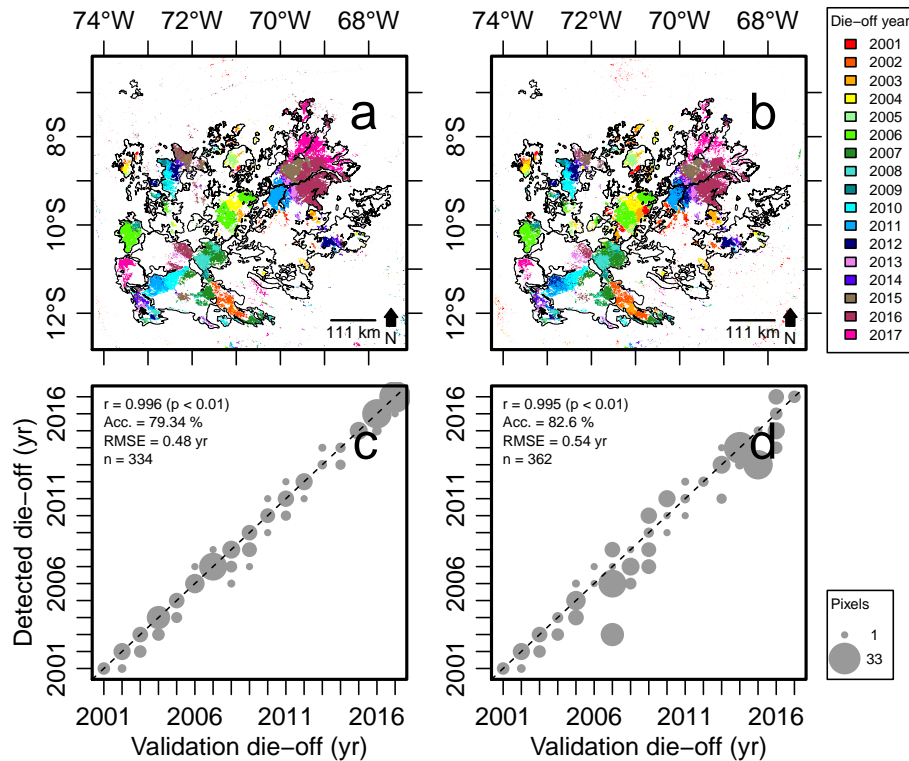 74°W 72°W 70°W 68°W 74°W 72°W 70°W 68°W
Die−off year
2001
2002
2003
2004
2005
2006
2007
2008
2009
2010
2011
2012
2013
2014
2015
2016
2017
8°S
10°S
12°S
a
111 km
N
8°S
10°S
12°S
b
111 km
N
Detected die−off (yr)
2001 2006 2011 2016
r = 0.996 (p < 0.01)
Acc. = 79.34 %
RMSE = 0.48 yr
n = 334
c
2001 2006 2011 2016
Validation die−off (yr)
2001 2006 2011 2016
r = 0.995 (p < 0.01)
Acc. = 82.6 %
RMSE = 0.54 yr
n = 362
d
2001 2006 2011 2016
Validation die−off (yr)
Pixels
1
33